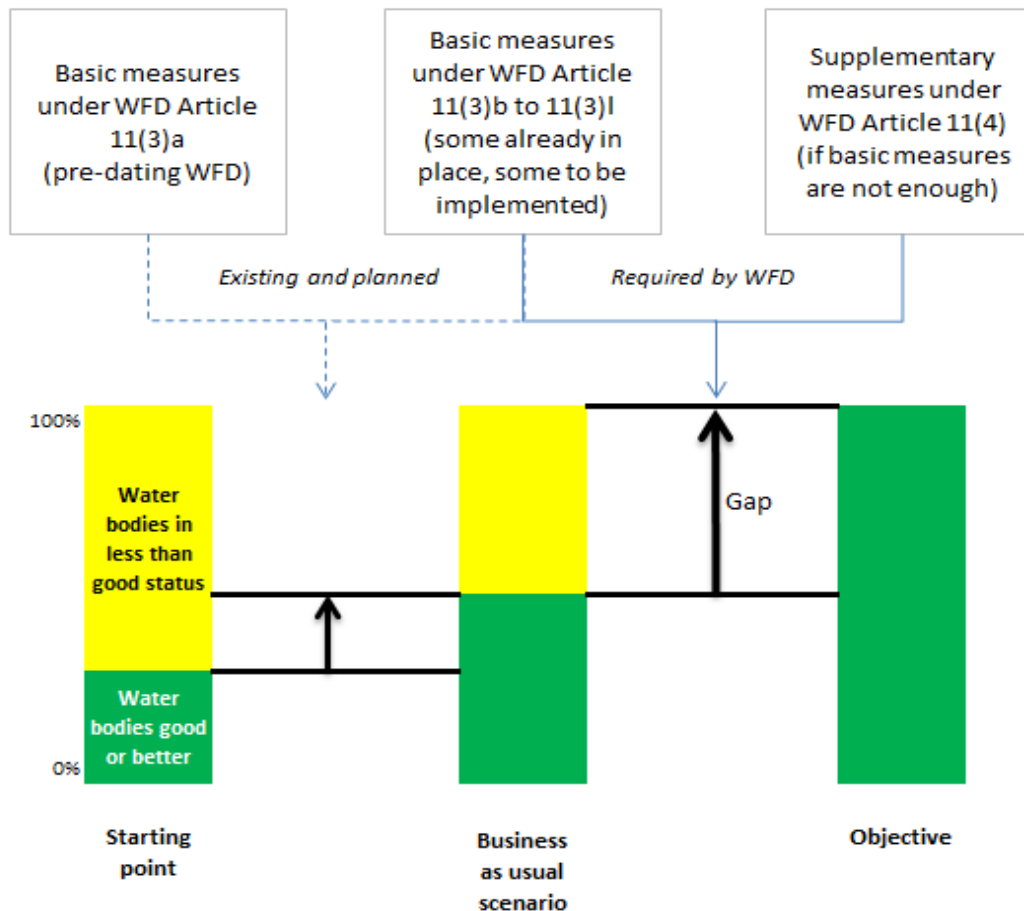 Basic measures
under WFD Article
11(3)a
(pre-dating WFD)
Basic measures
under WFD Article
11(3)b to 11(3)l
(some already in
place, some to be
implemented)
Supplementary
measures under
WFD Article 11(4)
(if basic measures
are not enough)
Existing and planned
Required by WFD
100%
Water
bodies in
less than
good status
Gap
Water
bodies good
or better
0%
Starting
point
Business
as usual
scenario
Objective